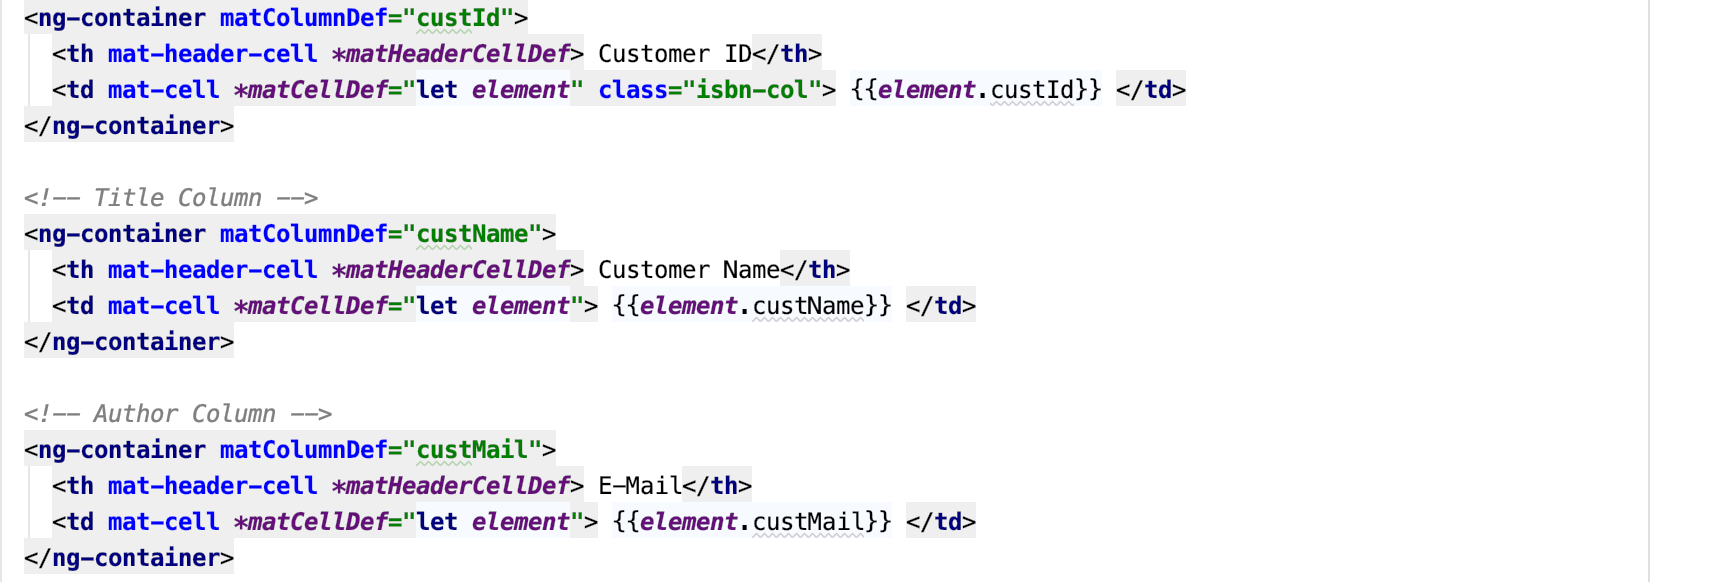 <ng-container matColumnDef="custId">
<th mat-header-cell *matHeaderCellDef> Customer ID</th>
<td mat-cell *matCellDef="let element" class="isbn-col"> {{element.custId}} </td>
</ng-container>
<!-- Title Column -->
<ng-container matColumnDef="custName">
<th mat-header-cell *matHeaderCellDef> Customer Name</th>
<td mat-cell *matCellDef="let element"> {{element.custName}} </td>
</ng-container>
<!-- Author Column -->
<ng-container matColumnDef="custMail">
<th mat-header-cell *matHeaderCellDef> E-Mail</th>
<td mat-cell *matCellDef="let element"> {{element.custMail}} </td>
</ng-container>